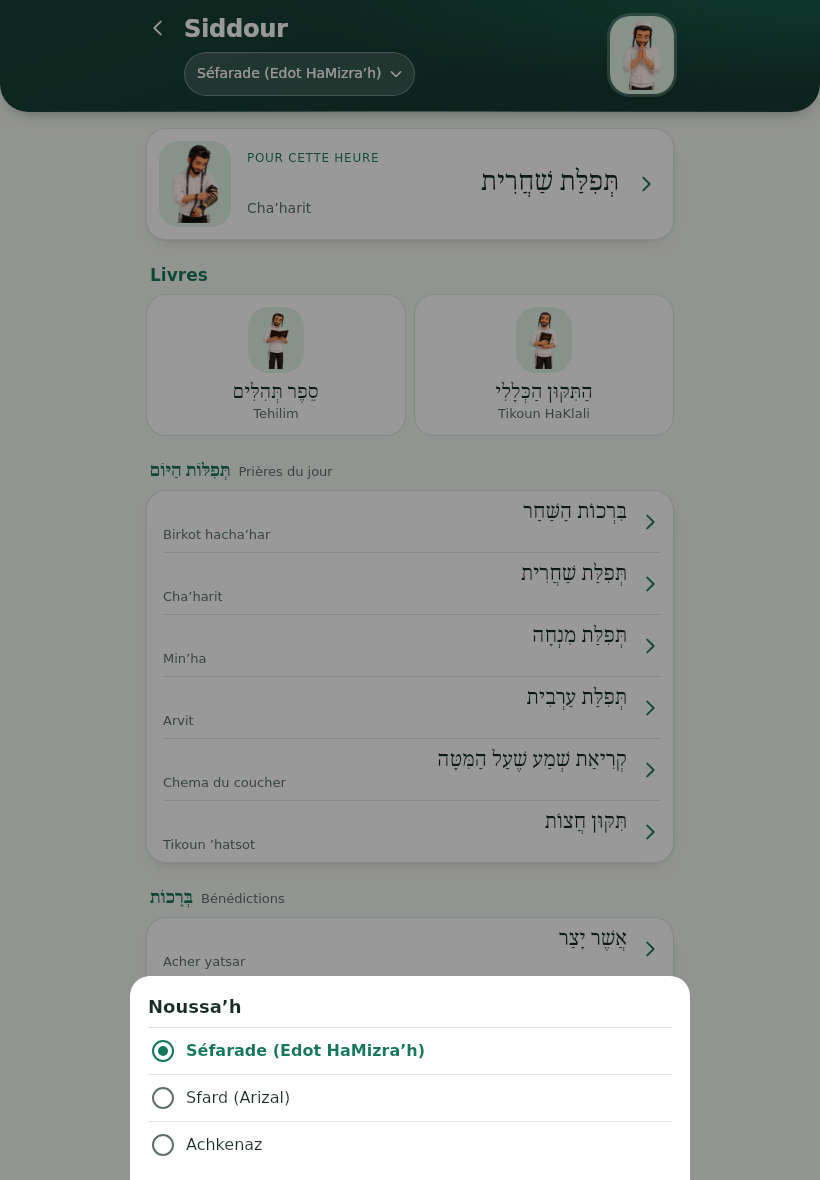 Siddour
Séfarade (Edot HaMizra’h)
POUR CETTE HEURE
תְּפִלַּת שַׁחֲרִית
Cha’harit
Livres
סֵפֶר תְּהִלִּים
Tehilim
הַתִּקּוּן הַכְּלָלִי
Tikoun HaKlali
תְּפִלּוֹת הַיּוֹם Prières du jour
בִּרְכוֹת הַשַּׁחַר
Birkot hacha’har
תְּפִלַּת שַׁחֲרִית
Cha’harit
תְּפִלַּת מִנְחָה
Min’ha
תְּפִלַּת עַרְבִית
Arvit
קְרִיאַת שְׁמַע שֶׁעַל הַמִּטָּה
Chema du coucher
תִּקּוּן חֲצוֹת
Tikoun ’hatsot
בְּרָכוֹת Bénédictions
אֲשֶׁר יָצַר
Acher yatsar
Noussa’h
Séfarade (Edot HaMizra’h)
Sfard (Arizal)
Achkenaz